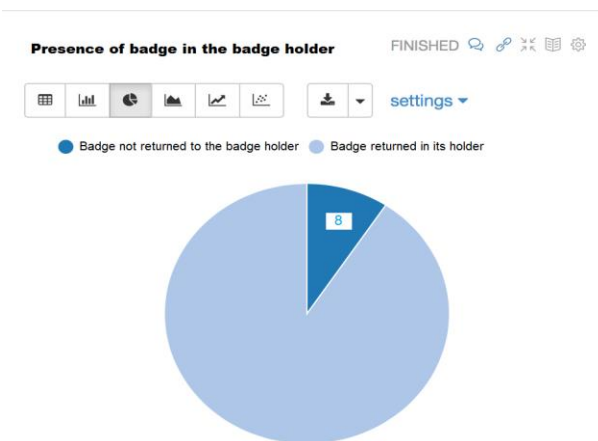 Presence of badge in the badge holder FINISHED
settings
Badge not returned to the badge holder Badge returned in its holder
8